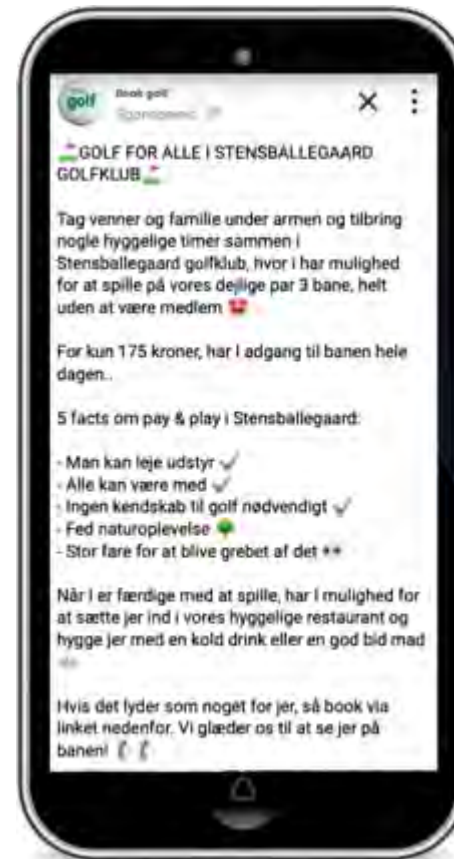 golf
Book golf
Sponsoreret
⛳GOLF FOR ALLE I STENSBALLEGAARD
GOLFKLUB⛳
Tag venner og familie under armen og tilbring
nogle hyggelige timer sammen i
Stensballegaard golfklub, hvor i har mulighed
for at spille på vores dejlige par 3 bane, helt
uden at være medlem 😍
For kun 175 kroner, har I adgang til banen hele
dagen..
5 facts om pay & play i Stensballegaard:
- Man kan leje udstyr ✔
- Alle kan være med ✔
- Ingen kendskab til golf nødvendigt ✔
- Fed naturoplevelse 🌳
- Stor fare for at blive grebet af det 👀
Når I er færdige med at spille, har I mulighed for
at sætte jer ind i vores hyggelige restaurant og
hygge jer med en kold drink eller en god bid mad
Hvis det lyder som noget for jer, så book via
linket nedenfor. Vi glæder os til at se jer på
banen!